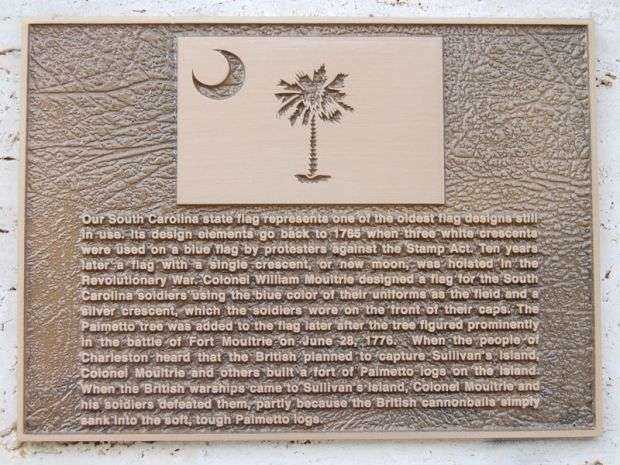 Our South Carolina state flag represents one of the oldest flag designs still
in use. Its design elements go back to 1765 when three white crescents
were used on a blue flag by protesters against the Stamp Act. Ten years
later a flag with a single crescent, or new moon, was hoisted in the
Revolutionary War. Colonel William Moultrie designed a flag for the South
Carolina soldiers using the blue color of their uniforms as the field and a
silver crescent, which the soldiers wore on the front of their caps. The
Palmetto tree was added to the flag later after the tree figured prominently
in the battle of Fort Moultrie on June 28, 1776. When the people of
Charleston heard that the British planned to capture Sullivan's Island,
Colonel Moultrie and others built a fort of Palmetto logs on the island
When the British warships came to Sullivan's Island, Colonel Moultrie and
his soldiers defeated them, partly because the British cannonballs simply
sank into the soft, tough Palmetto logs.